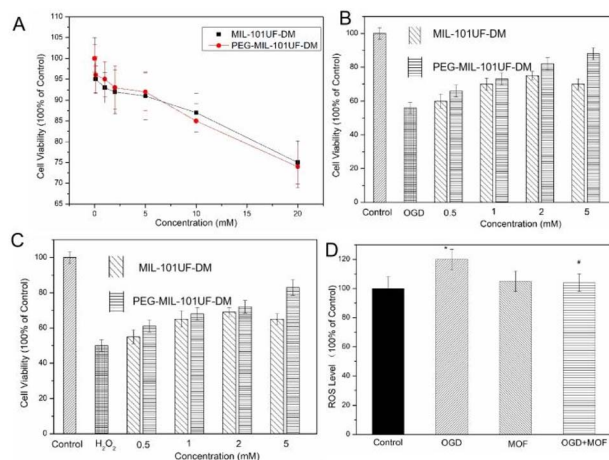 A
MIL-101UF-DM
PEG-MIL-101UF-DM
Cell Viability (100% of Control)
105
100
95
90
85
80
75
70
65
0
5
10
15
20
Concentration (mM)
B
MIL-101UF-DM
PEG-MIL-101UF-DM
Cell Viability (100% of Control)
100
80
60
40
20
0
Control
OGD
0.5
1
2
5
Concentration (mM)
C
MIL-101UF-DM
PEG-MIL-101UF-DM
Cell Viability (100% of Control)
100
80
60
40
20
0
Control
H₂O₂
0.5
1
2
5
Concentration (mM)
D
ROS Level (100% of Control)
120
100
80
60
40
20
0
*
#
Control
OGD
MOF
OGD+MOF